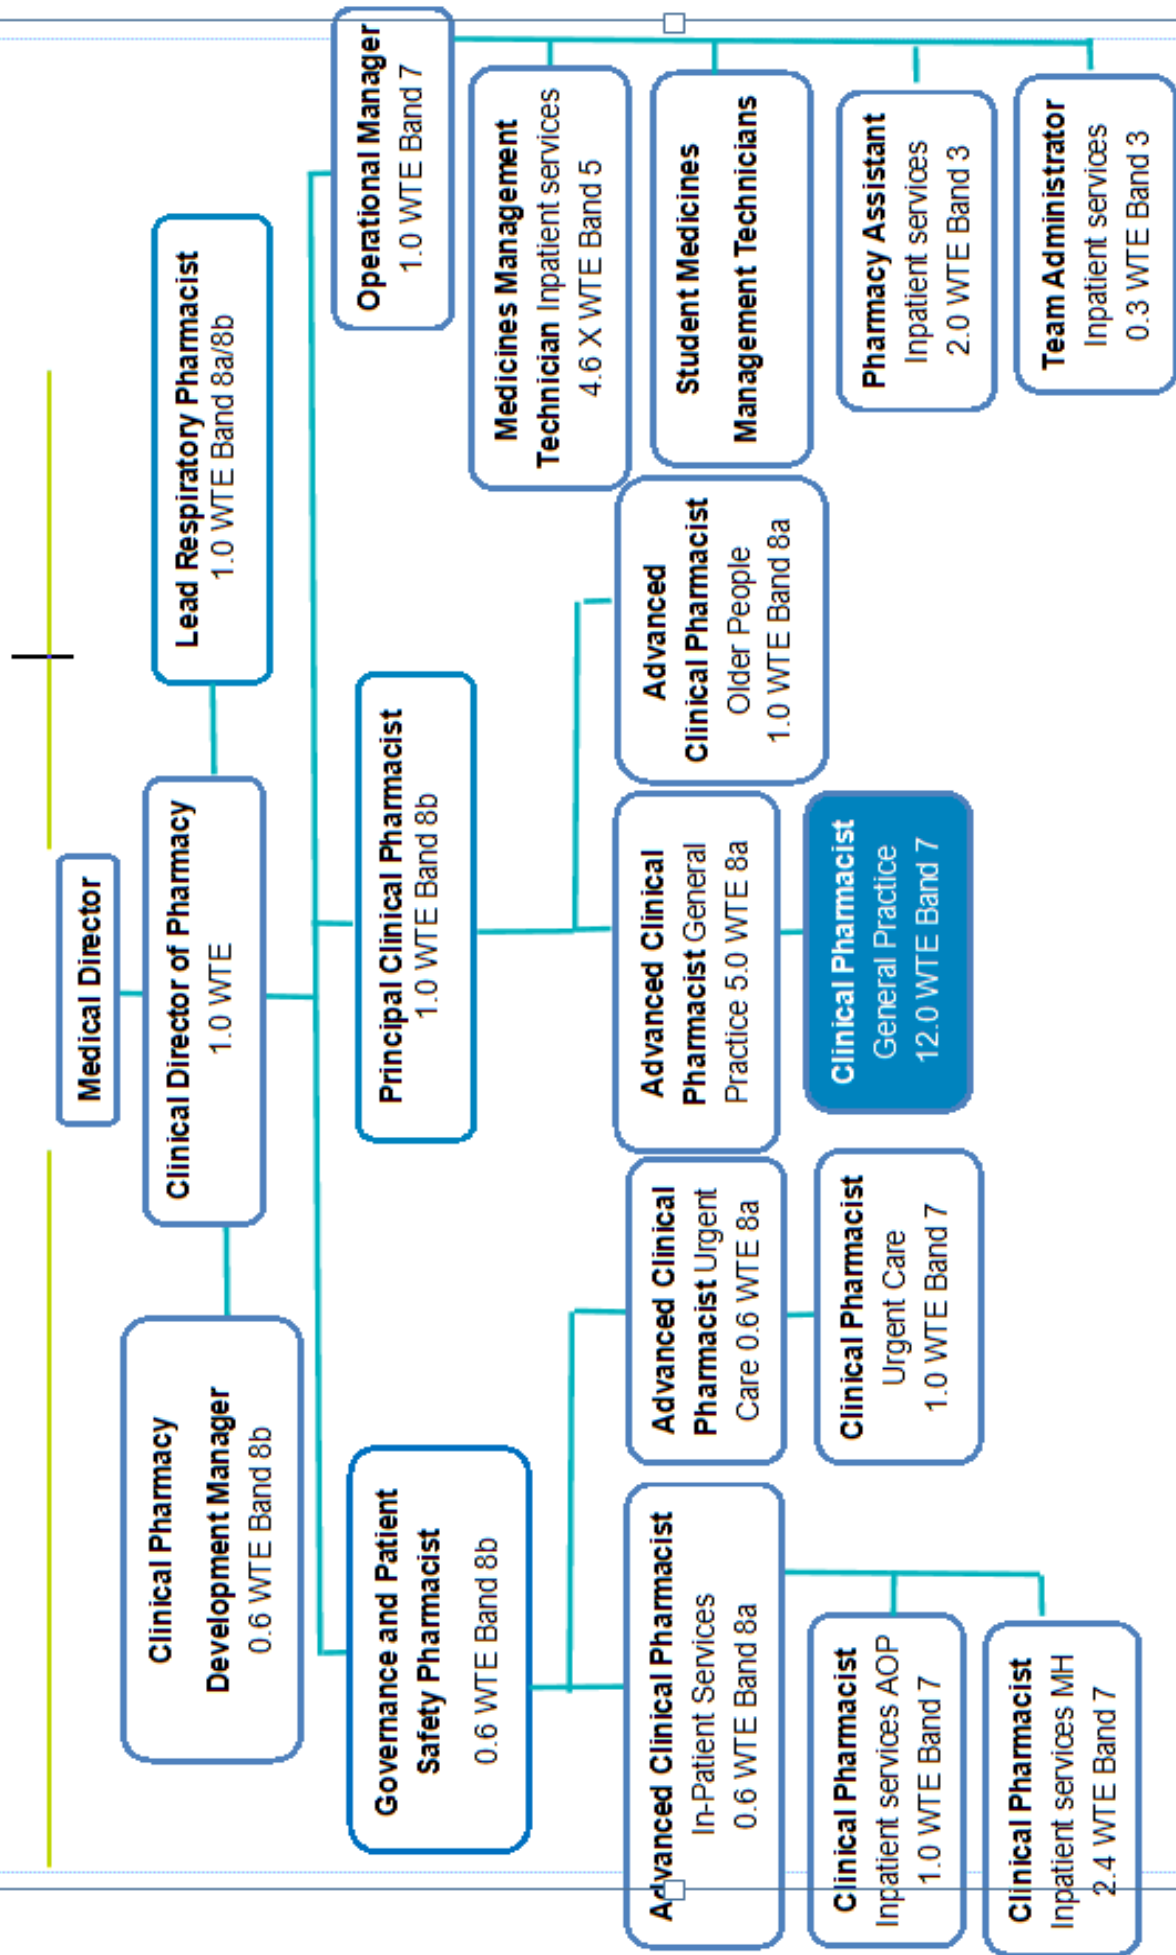 Medical Director
Clinical Pharmacy
Development Manager
0.6 WTE Band 8b
Clinical Director of Pharmacy
1.0 WTE
Lead Respiratory Pharmacist
1.0 WTE Band 8a/8b
Governance and Patient
Safety Pharmacist
0.6 WTE Band 8b
Principal Clinical Pharmacist
1.0 WTE Band 8b
Operational Manager
1.0 WTE Band 7
Advanced Clinical Pharmacist
In-Patient Services
0.6 WTE Band 8a
Advanced Clinical
Pharmacist Urgent
Care 0.6 WTE 8a
Advanced Clinical
Pharmacist General
Practice 5.0 WTE 8a
Advanced
Clinical Pharmacist
Older People
1.0 WTE Band 8a
Medicines Management
Technician Inpatient services
4.6 X WTE Band 5
Student Medicines
Management Technicians
Clinical Pharmacist
Inpatient services AOP
1.0 WTE Band 7
Clinical Pharmacist
Urgent Care
1.0 WTE Band 7
Clinical Pharmacist
General Practice
12.0 WTE Band 7
Pharmacy Assistant
Inpatient services
2.0 WTE Band 3
Clinical Pharmacist
Inpatient services MH
2.4 WTE Band 7
Team Administrator
Inpatient services
0.3 WTE Band 3